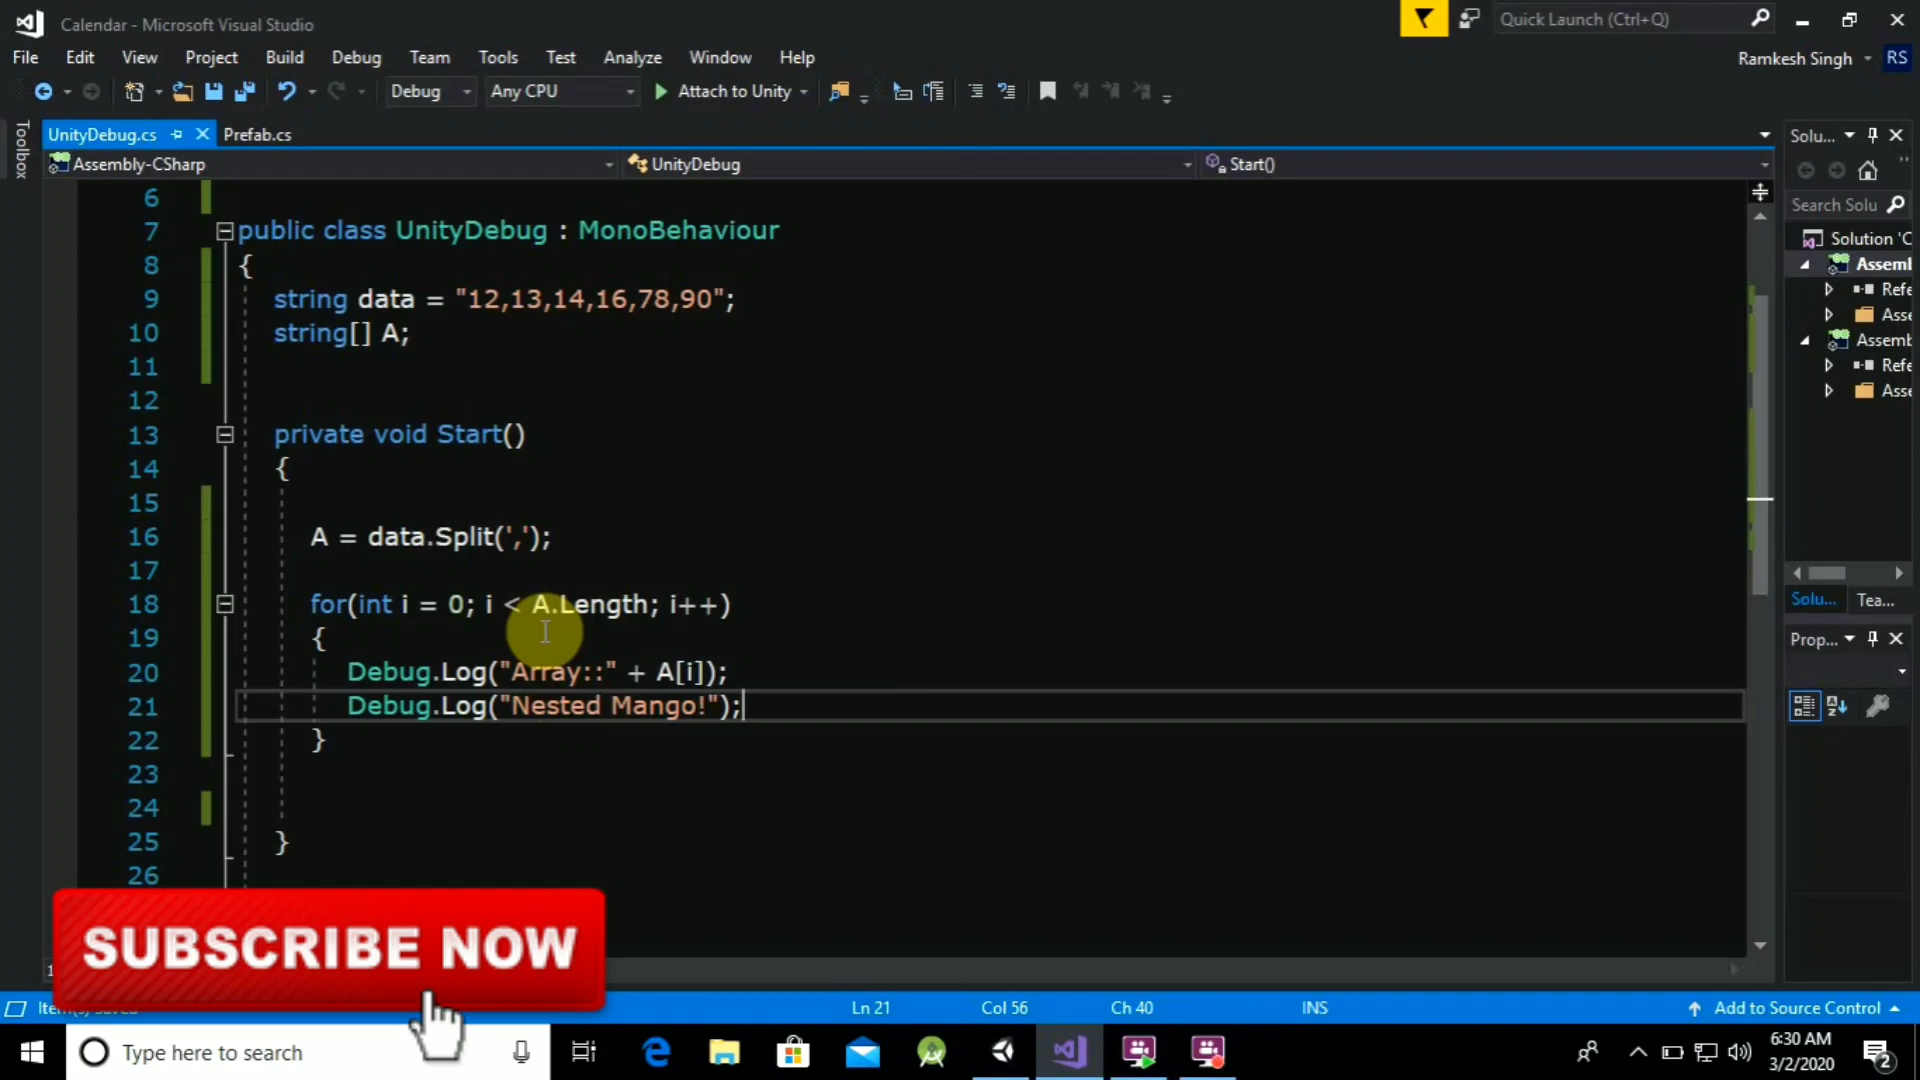 Calendar - Microsoft Visual Studio
Quick Launch (Ctrl+Q)
File Edit View Project Build Debug Team Tools Test Analyze Window Help
Ramkesh Singh RS
Debug Any CPU Attach to Unity
Toolbox
UnityDebug.cs Prefab.cs
Solu...
Assembly-CSharp UnityDebug Start()
Search Solu
6
7 public class UnityDebug : MonoBehaviour
8 {
9 string data = "12,13,14,16,78,90";
10 string[] A;
11
12
13 private void Start()
14 {
15
16 A = data.Split(',');
17
18 for(int i = 0; i < A.Length; i++)
19 {
20 Debug.Log("Array::" + A[i]);
21 Debug.Log("Nested Mango!");
22 }
23
24
25 }
26
Solution 'C
Assembl
Refe
Asse
Assemb
Refe
Asse
Solu... Tea...
Prop...
SUBSCRIBE NOW
Ln 21 Col 56 Ch 40 INS Add to Source Control
Type here to search
6:30 AM
3/2/2020
2